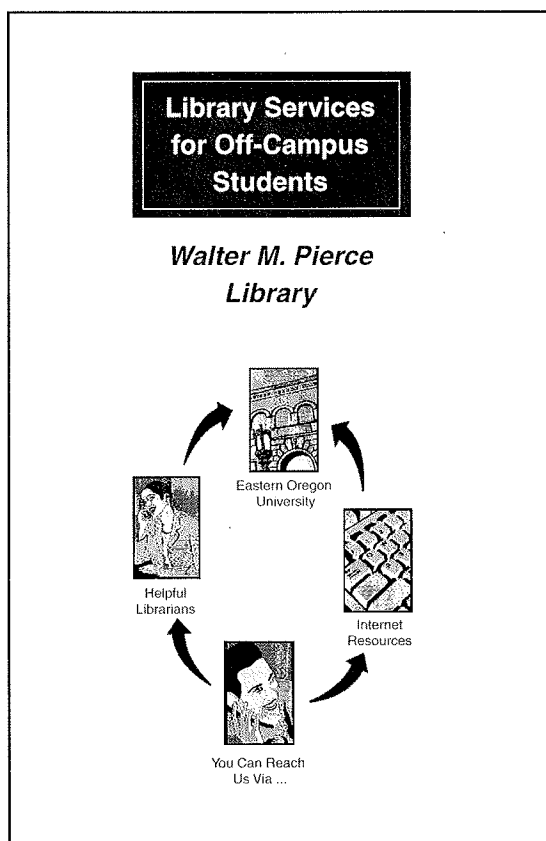 Library Services
for Off-Campus
Students
Walter M. Pierce
Library
Eastern Oregon
University
Helpful
Librarians
Internet
Resources
You Can Reach
Us Via ...